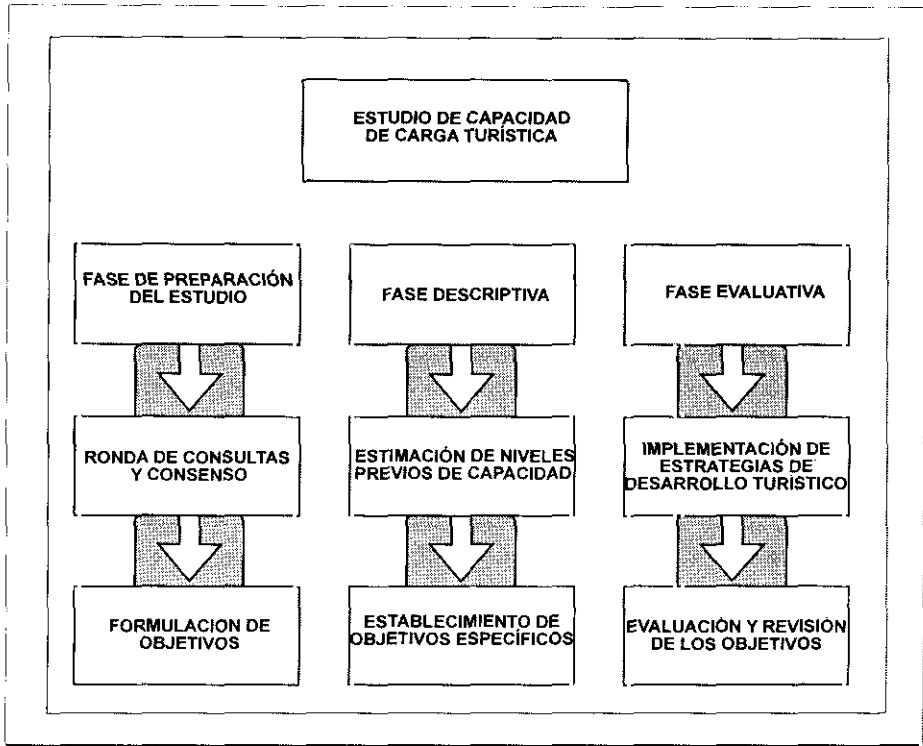 ESTUDIO DE CAPACIDAD
DE CARGA TURÍSTICA
FASE DE PREPARACIÓN
DEL ESTUDIO
FASE DESCRIPTIVA
FASE EVALUATIVA
RONDA DE CONSULTAS
Y CONSENSO
ESTIMACIÓN DE NIVELES
PREVIOS DE CAPACIDAD
IMPLEMENTACIÓN DE
ESTRATEGIAS DE
DESARROLLO TURÍSTICO
FORMULACION DE
OBJETIVOS
ESTABLECIMIENTO DE
OBJETIVOS ESPECÍFICOS
EVALUACIÓN Y REVISIÓN
DE LOS OBJETIVOS